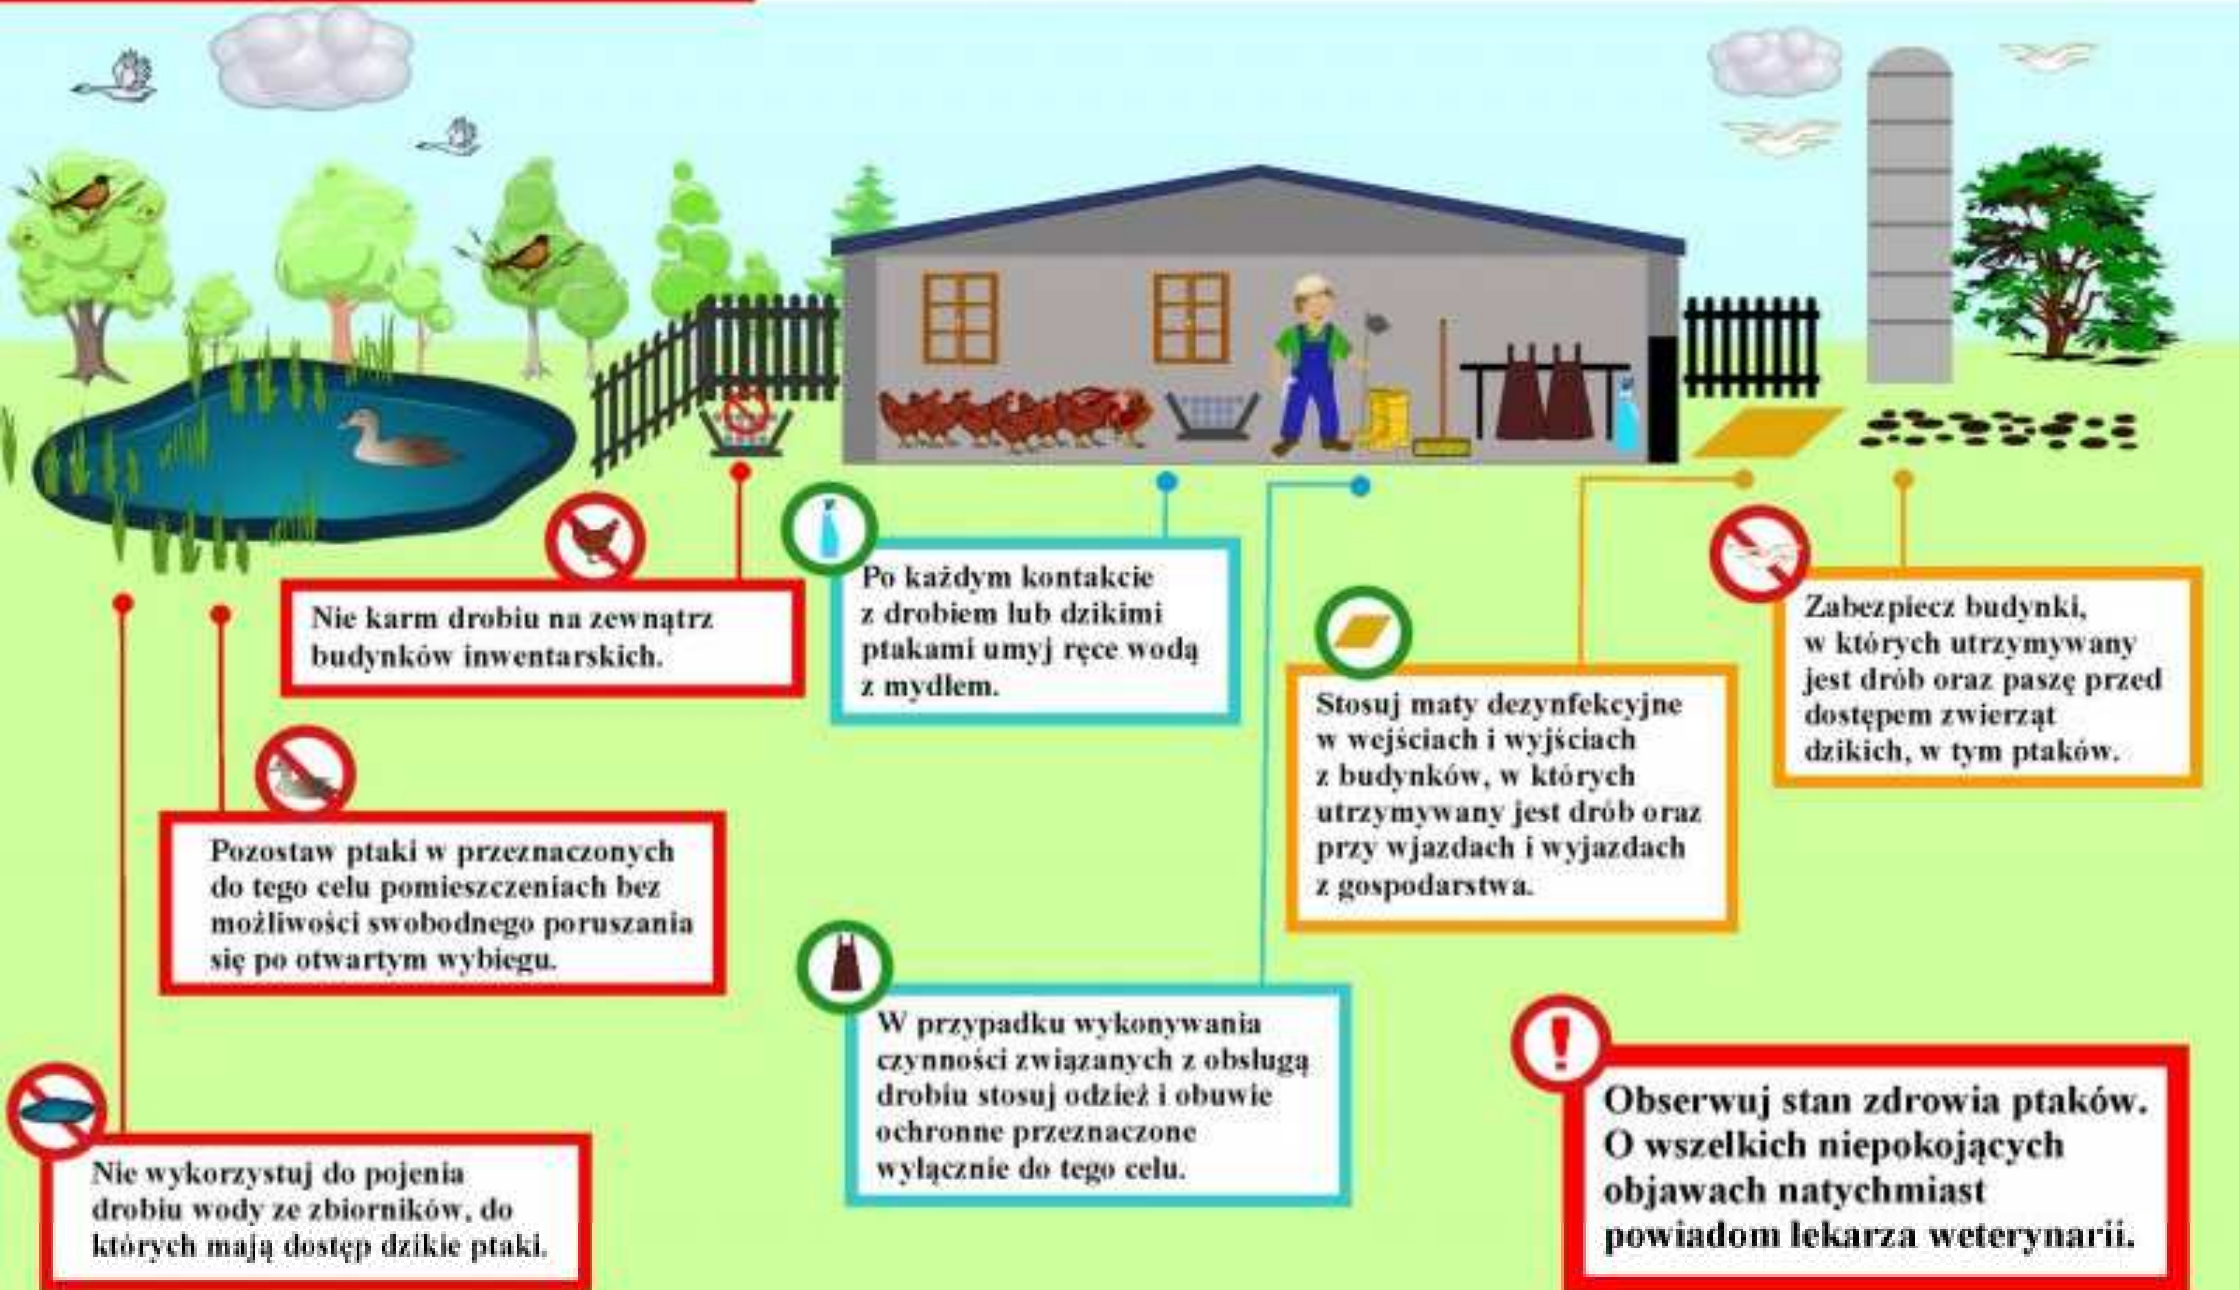 Nie karm drobiu na zewnątrz
budynków inwentarskich.
Po każdym kontakcie
z drobiem lub dzikimi
ptakami umyj ręce wodą
z mydłem.
Stosuj maty dezynfekcyjne
w wejściach i wyjściach
z budynków, w których
utrzymywany jest drób oraz
przy wjazdach i wyjazdach
z gospodarstwa.
Zabezpiecz budynki,
w których utrzymywany
jest drób oraz paszę przed
dostępem zwierząt
dzikich, w tym ptaków.
Pozostaw ptaki w przeznaczonych
do tego celu pomieszczeniach bez
możliwości swobodnego poruszania
się po otwartym wybiegu.
W przypadku wykonywania
czynności związanych z obsługą
drobiu stosuj odzież i obuwie
ochronne przeznaczone
wyłącznie do tego celu.
Nie wykorzystuj do pojenia
drobiu wody ze zbiorników, do
których mają dostęp dzikie ptaki.
Obserwuj stan zdrowia ptaków.
O wszelkich niepokojących
objawach natychmiast
powiadom lekarza weterynarii.